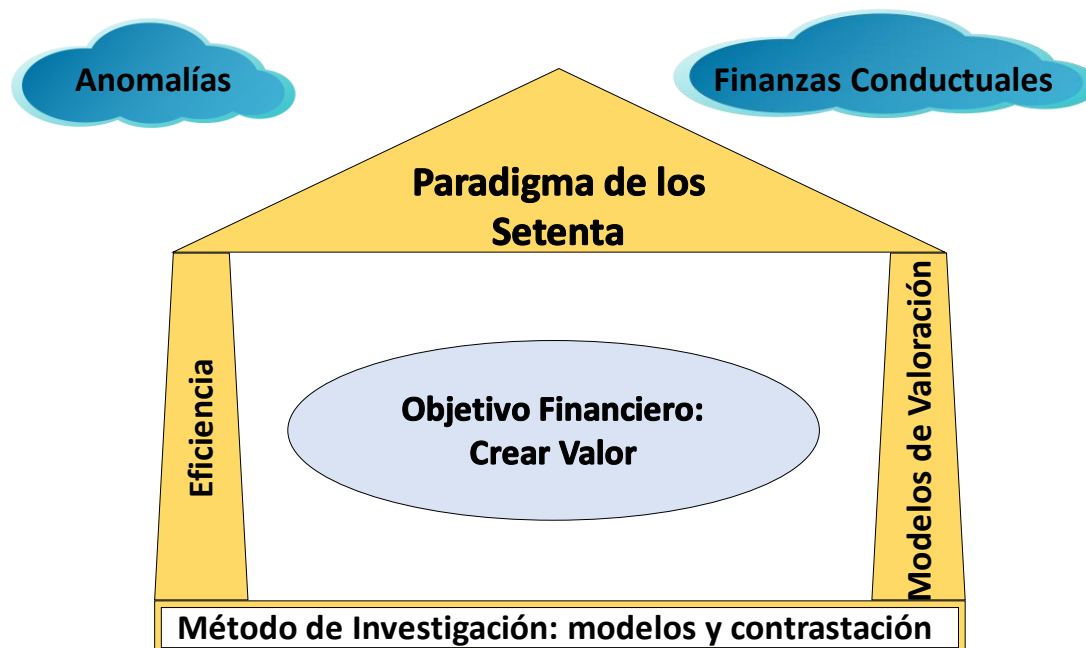 Anomalías
Finanzas Conductuales
Paradigma de los
Setenta
Eficiencia
Objetivo Financiero:
Crear Valor
Modelos de Valoración
Método de Investigación: modelos y contrastación